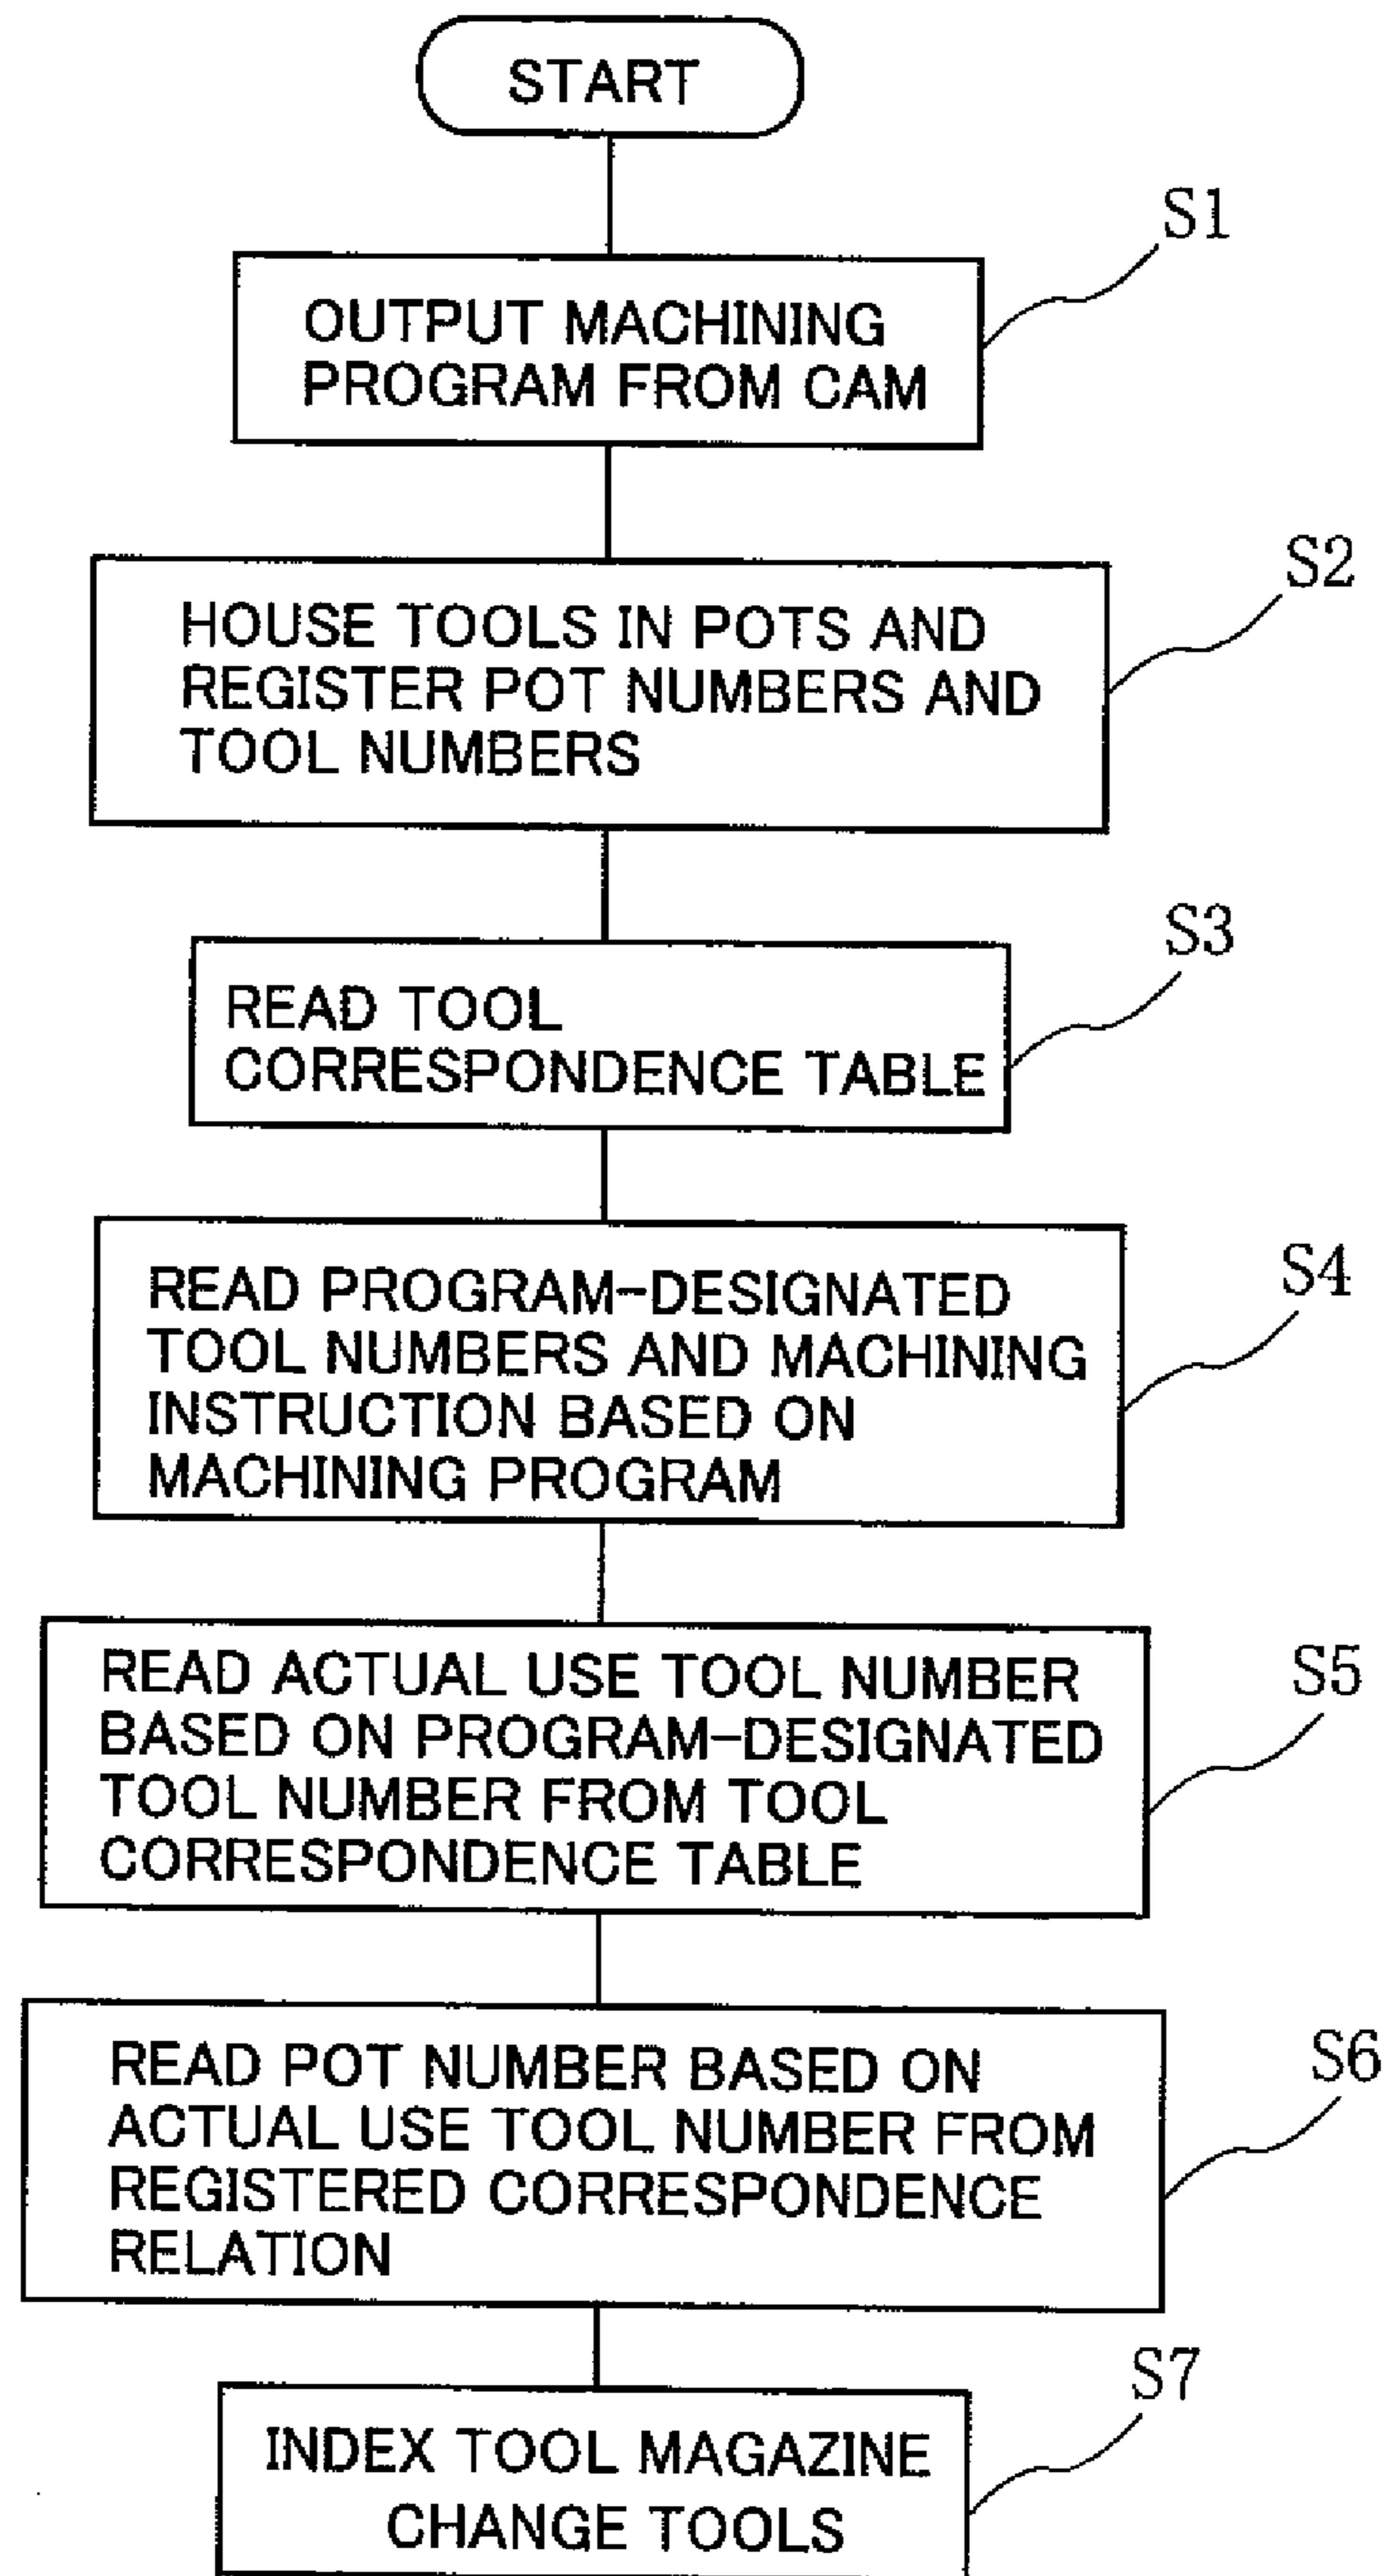 START
S1
OUTPUT MACHINING
PROGRAM FROM CAM
S2
HOUSE TOOLS IN POTS AND
REGISTER POT NUMBERS AND
TOOL NUMBERS
S3
READ TOOL
CORRESPONDENCE TABLE
S4
READ PROGRAM-DESIGNATED
TOOL NUMBERS AND MACHINING
INSTRUCTION BASED ON
MACHINING PROGRAM
S5
READ ACTUAL USE TOOL NUMBER
BASED ON PROGRAM-DESIGNATED
TOOL NUMBER FROM TOOL
CORRESPONDENCE TABLE
S6
READ POT NUMBER BASED ON
ACTUAL USE TOOL NUMBER FROM
REGISTERED CORRESPONDENCE
RELATION
S7
INDEX TOOL MAGAZINE
CHANGE TOOLS